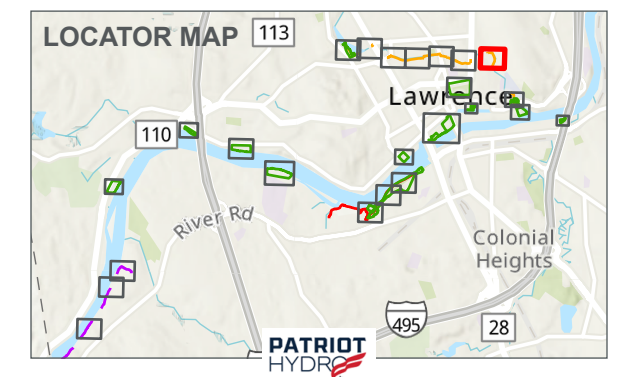 LOCATOR MAP
113
Lawrence
110
River Rd
Colonial
Heights
495
28
PATRIOT
HYDRO